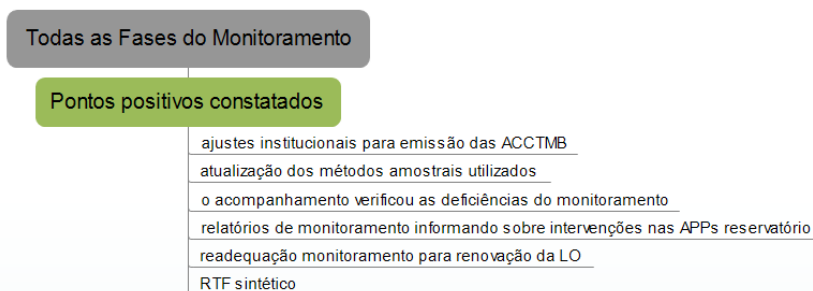 Todas as Fases do Monitoramento
Pontos positivos constatados
ajustes institucionais para emissão das ACCTMB
atualização dos métodos amostrais utilizados
o acompanhamento verificou as deficiências do monitoramento
relatórios de monitoramento informando sobre intervenções nas APPs reservatório
readequação monitoramento para renovação da LO
RTF sintético